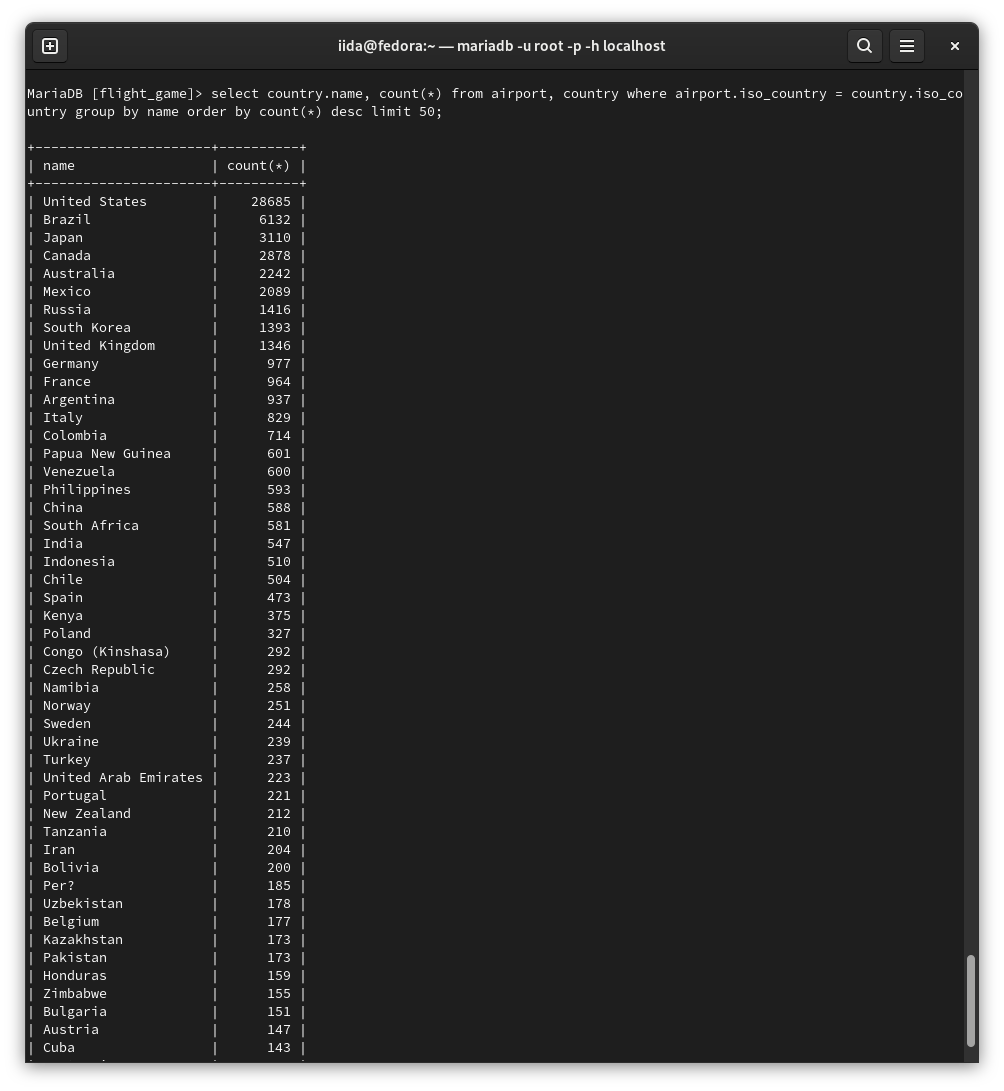 iida@fedora:~ — mariadb -u root -p -h localhost
MariaDB [flight_game]> select country.name, count(*) from airport, country where airport.iso_country = country.iso_co
untry group by name order by count(*) desc limit 50;
+----------------------+----------+
| name                 | count(*) |
+----------------------+----------+
| United States        |    28685 |
| Brazil               |     6132 |
| Japan                |     3110 |
| Canada               |     2878 |
| Australia            |     2242 |
| Mexico               |     2089 |
| Russia               |     1416 |
| South Korea          |     1393 |
| United Kingdom       |     1346 |
| Germany              |      977 |
| France               |      964 |
| Argentina            |      937 |
| Italy                |      829 |
| Colombia             |      714 |
| Papua New Guinea     |      601 |
| Venezuela            |      600 |
| Philippines          |      593 |
| China                |      588 |
| South Africa         |      581 |
| India                |      547 |
| Indonesia            |      510 |
| Chile                |      504 |
| Spain                |      473 |
| Kenya                |      375 |
| Poland               |      327 |
| Congo (Kinshasa)     |      292 |
| Czech Republic       |      292 |
| Namibia              |      258 |
| Norway               |      251 |
| Sweden               |      244 |
| Ukraine              |      239 |
| Turkey               |      237 |
| United Arab Emirates |      223 |
| Portugal             |      221 |
| New Zealand          |      212 |
| Tanzania             |      210 |
| Iran                 |      204 |
| Bolivia              |      200 |
| Per?                 |      185 |
| Uzbekistan           |      178 |
| Belgium              |      177 |
| Kazakhstan           |      173 |
| Pakistan             |      173 |
| Honduras             |      159 |
| Zimbabwe             |      155 |
| Bulgaria             |      151 |
| Austria              |      147 |
| Cuba                 |      143 |